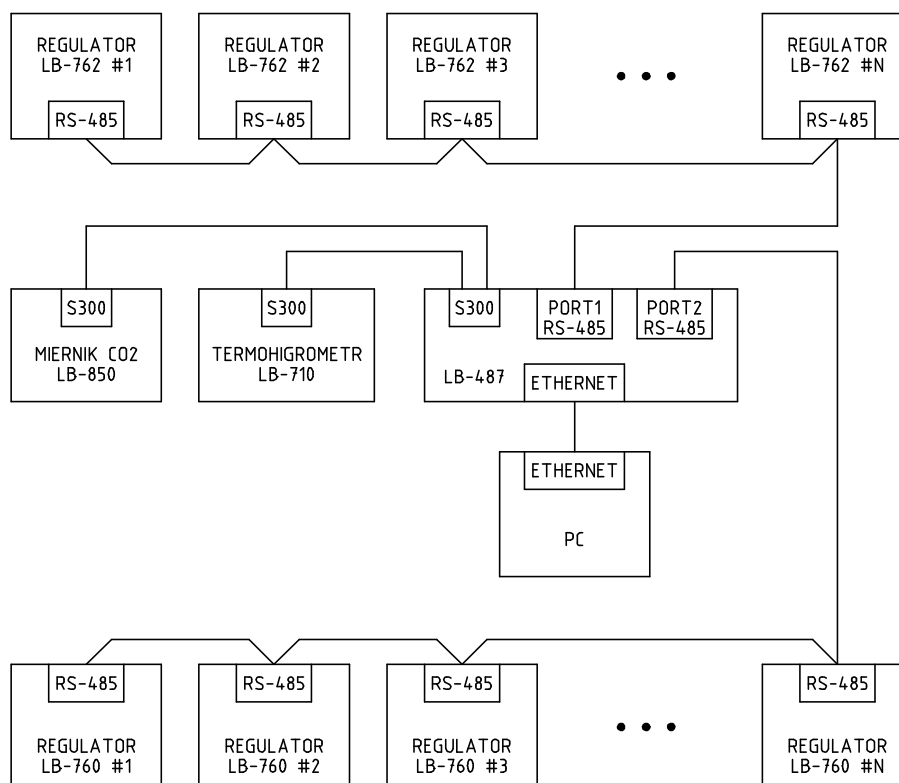 REGULATOR
LB-762 #1
RS-485
REGULATOR
LB-762 #2
RS-485
REGULATOR
LB-762 #3
RS-485
REGULATOR
LB-762 #N
RS-485
S300
MIERNIK CO2
LB-850
S300
TERMOHIGROMETR
LB-710
S300
PORT1
RS-485
PORT2
RS-485
LB-487
ETHERNET
ETHERNET
PC
RS-485
REGULATOR
LB-760 #1
RS-485
REGULATOR
LB-760 #2
RS-485
REGULATOR
LB-760 #3
RS-485
REGULATOR
LB-760 #N